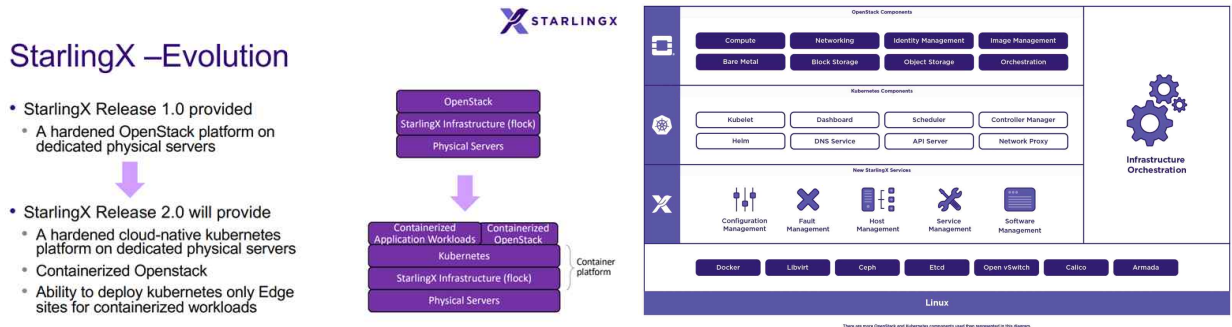 STARLINGX
StarlingX –Evolution
• StarlingX Release 1.0 provided
• A hardened OpenStack platform on
dedicated physical servers
• StarlingX Release 2.0 will provide
• A hardened cloud-native kubernetes
platform on dedicated physical servers
• Containerized Openstack
• Ability to deploy kubernetes only Edge
sites for containerized workloads
OpenStack
StarlingX Infrastructure (flock)
Physical Servers
Containerized
Application Workloads
Containerized
OpenStack
Kubernetes
StarlingX Infrastructure (flock)
Physical Servers
Container
platform
OpenStack Components
Compute
Networking
Identity Management
Image Management
Bare Metal
Block Storage
Object Storage
Orchestration
Kubernetes Components
Kubelet
Dashboard
Scheduler
Controller Manager
Helm
DNS Service
API Server
Network Proxy
New StarlingX Services
Configuration
Management
Fault
Management
Host
Management
Service
Management
Software
Management
Infrastructure
Orchestration
Docker
Libvirt
Ceph
Etcd
Open vSwitch
Calico
Armada
Linux
There are more OpenStack and Kubernetes components used than represented in this diagram.